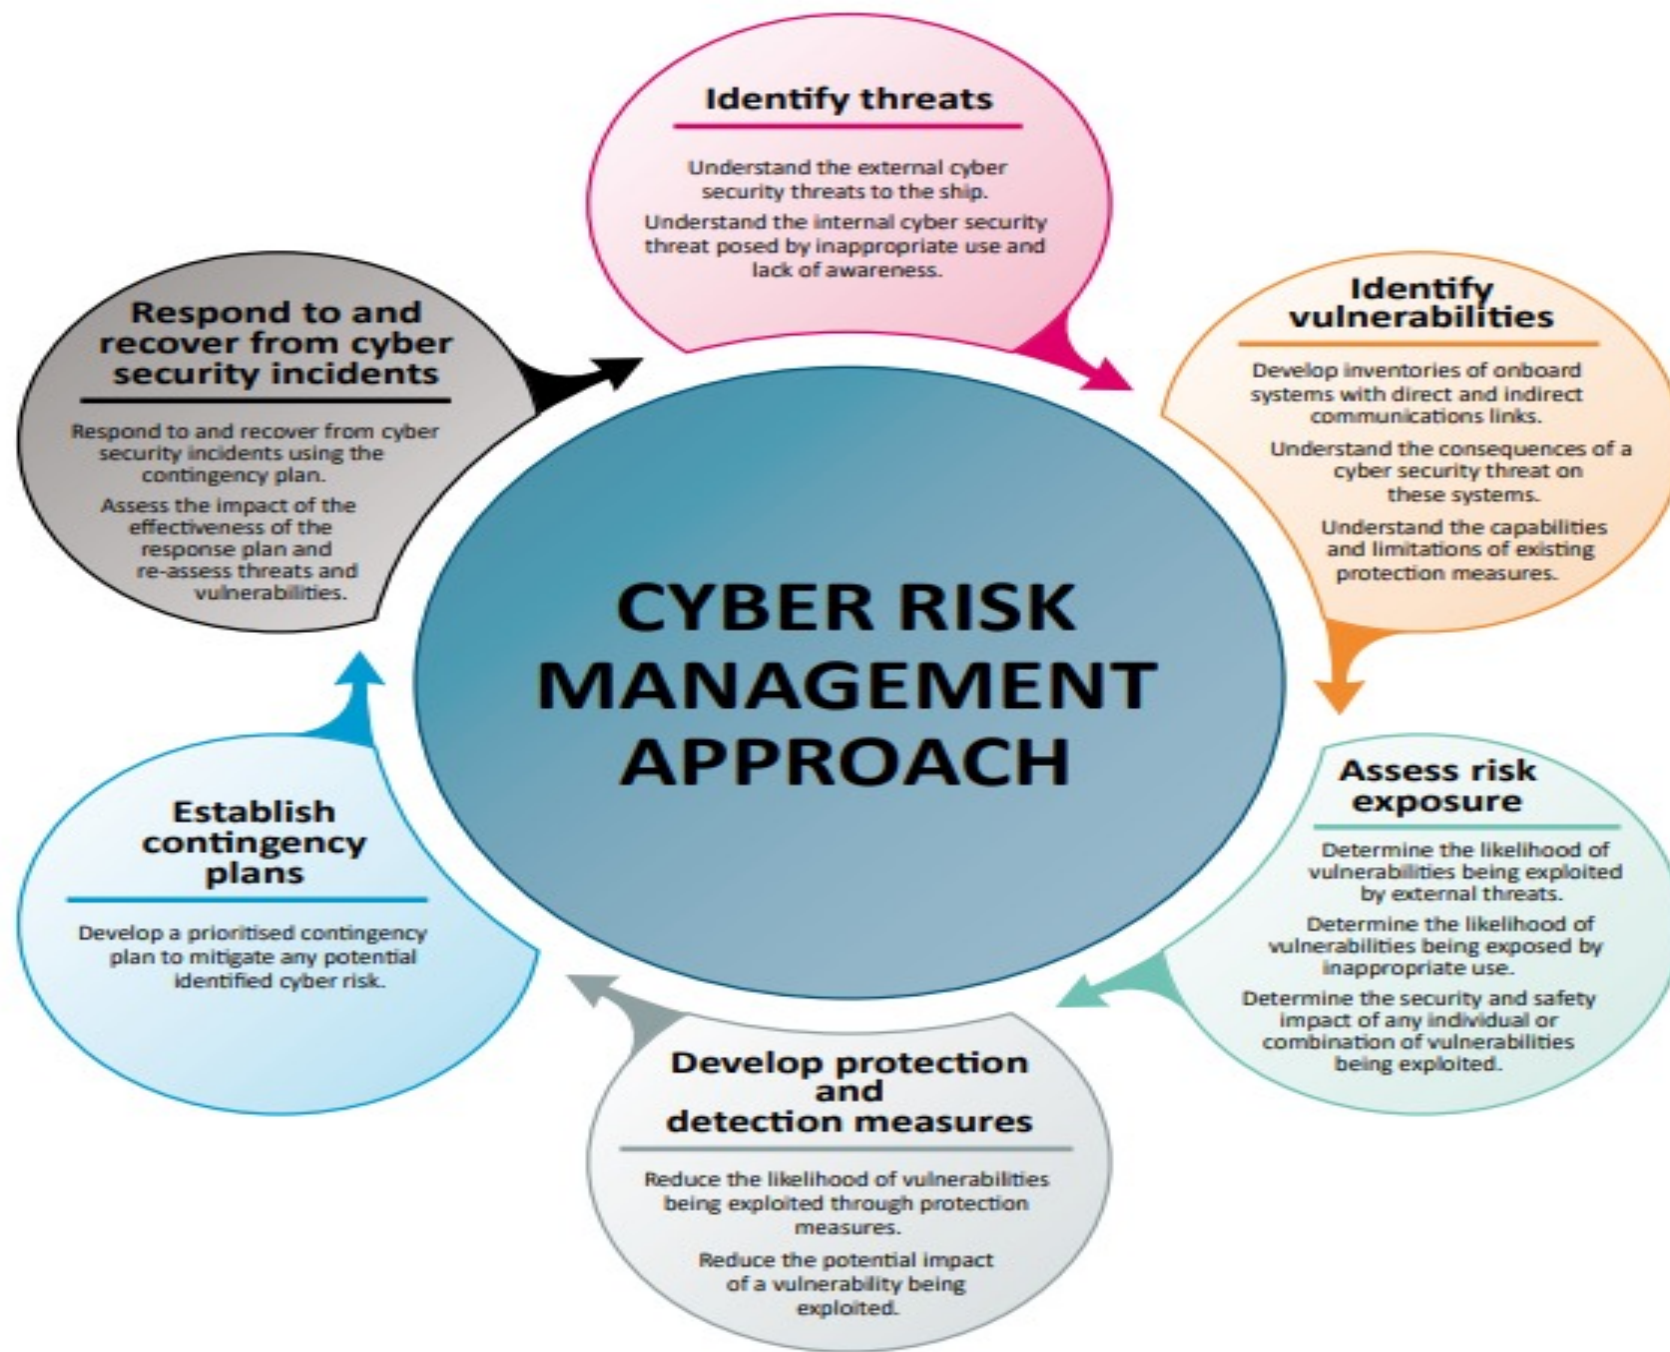 Identify threats
Understand the external cyber
security threats to the ship.
Understand the internal cyber security
threat posed by inappropriate use and
lack of awareness.
Identify
vulnerabilities
Develop inventories of onboard
systems with direct and indirect
communications links.
Understand the consequences of a
cyber security threat on
these systems.
Understand the capabilities
and limitations of existing
protection measures.
Assess risk
exposure
Determine the likelihood of
vulnerabilities being exploited
by external threats.
Determine the likelihood of
vulnerabilities being exposed by
inappropriate use.
Determine the security and safety
impact of any individual or
combination of vulnerabilities
being exploited.
Develop protection
and
detection measures
Reduce the likelihood of vulnerabilities
being exploited through protection
measures.
Reduce the potential impact
of a vulnerability being
exploited.
Establish
contingency
plans
Develop a prioritised contingency
plan to mitigate any potential
identified cyber risk.
Respond to and
recover from cyber
security incidents
Respond to and recover from cyber
security incidents using the
contingency plan.
Assess the impact of the
effectiveness of the
response plan and
re-assess threats and
vulnerabilities.
CYBER RISK
MANAGEMENT
APPROACH